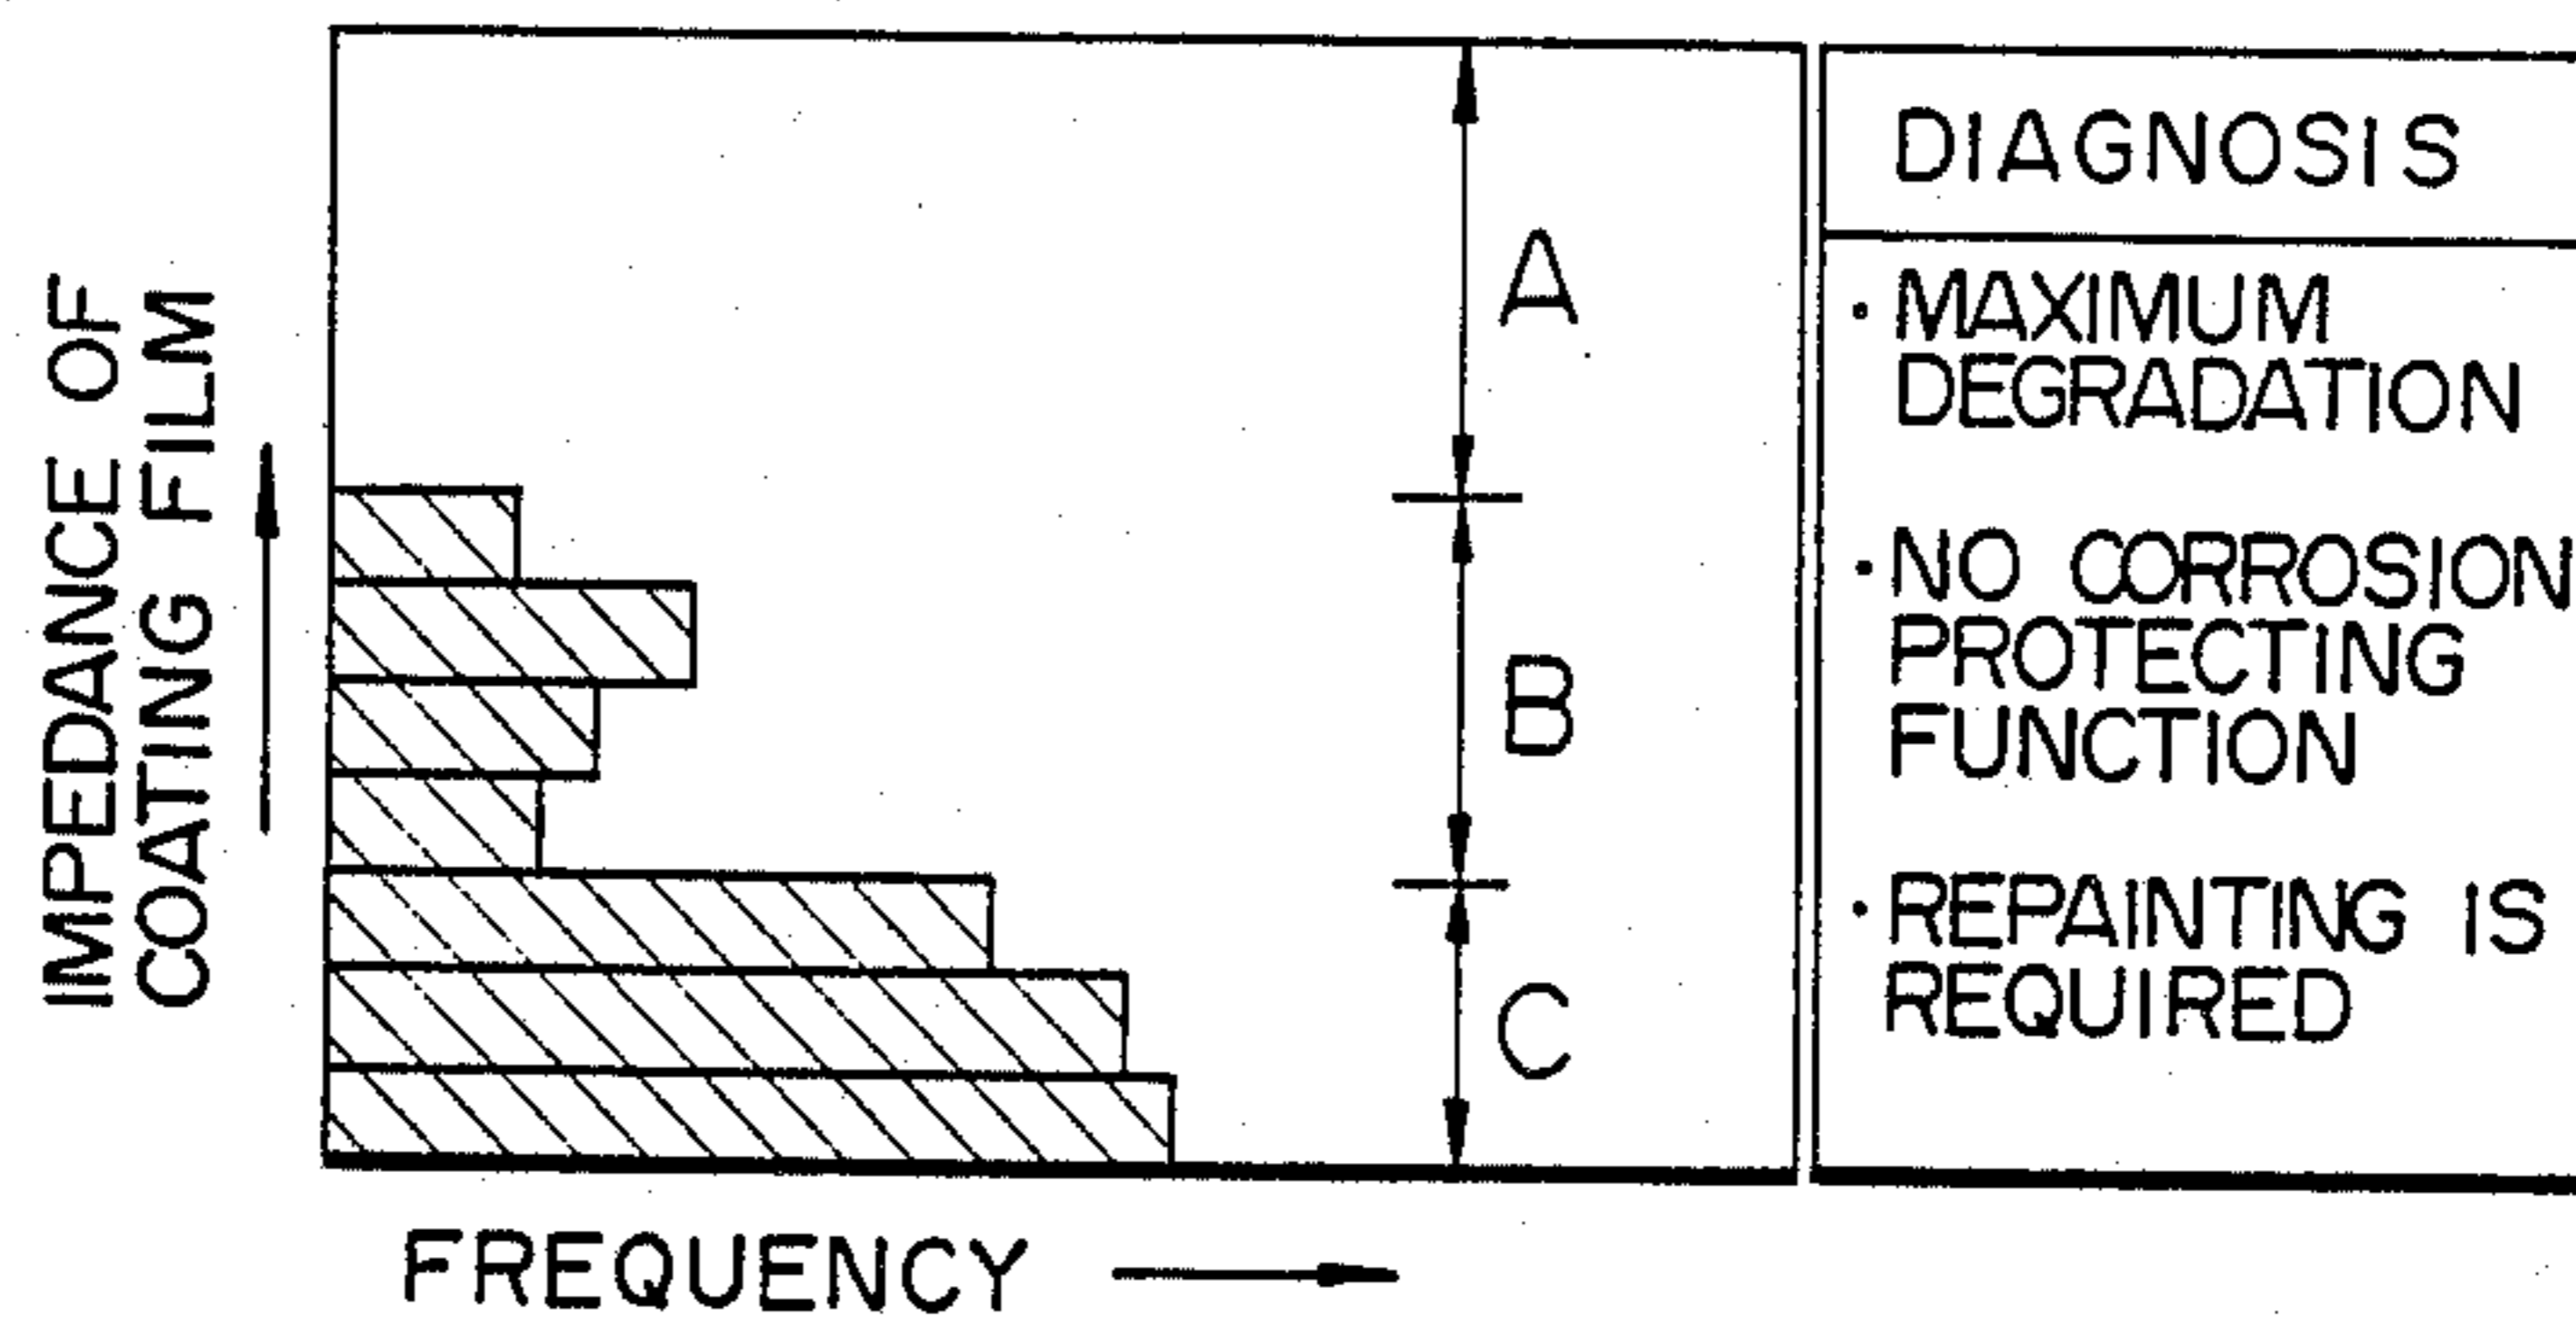 IMPEDANCE OF
COATING FILM
A
B
C
FREQUENCY
DIAGNOSIS
· MAXIMUM
DEGRADATION
· NO CORROSION
PROTECTING
FUNCTION
· REPAINTING IS
REQUIRED